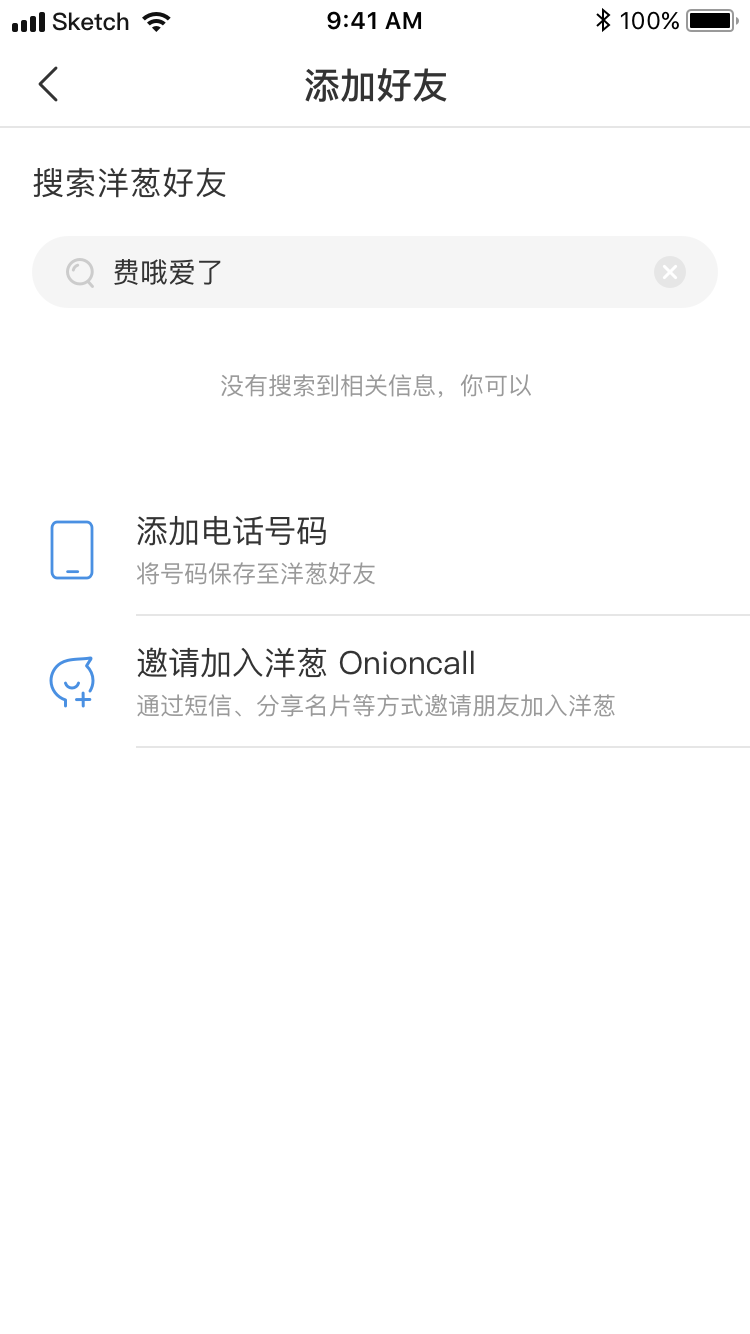 Sketch 9:41 AM 100%
添加好友
搜索洋葱好友
费哦爱了
没有搜索到相关信息，你可以
添加电话号码
将号码保存至洋葱好友
邀请加入洋葱 Onioncall
通过短信、分享名片等方式邀请朋友加入洋葱